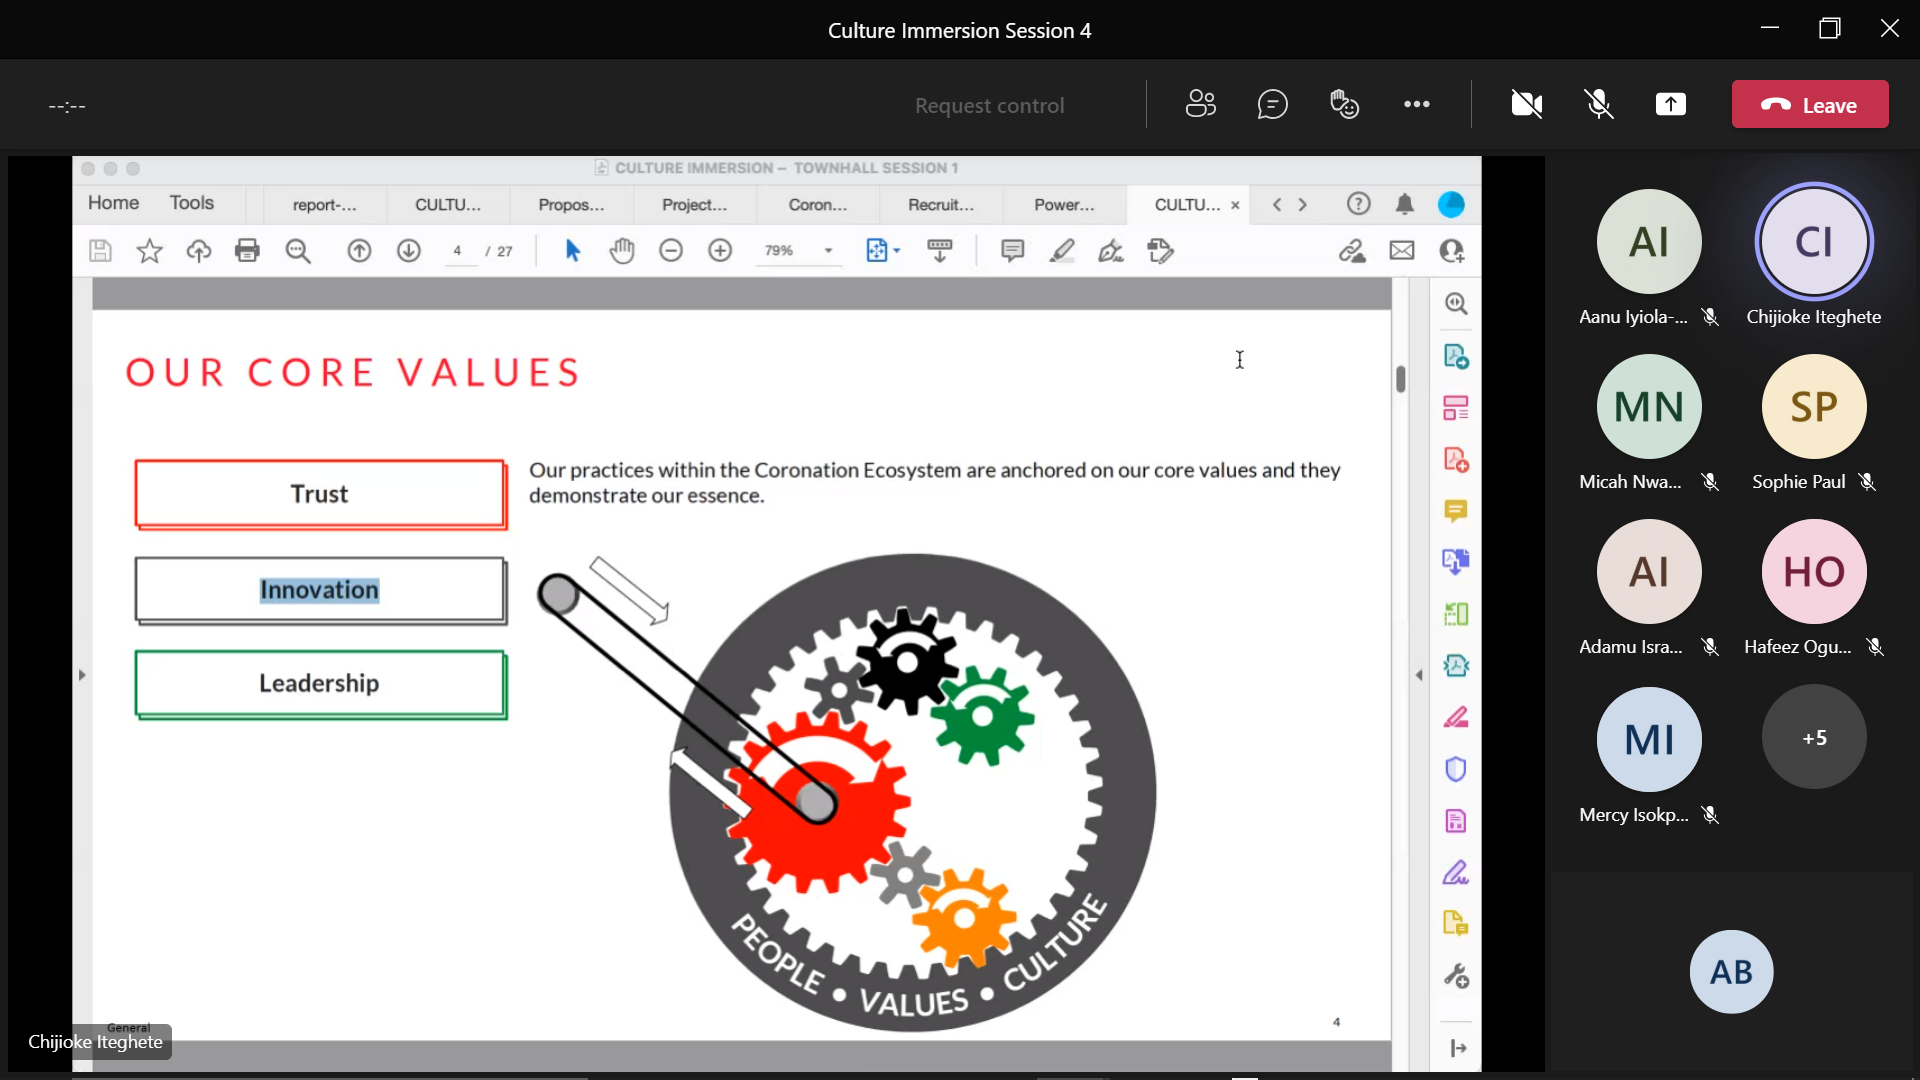 Culture Immersion Session 4
--:--
Request control
Leave
CULTURE IMMERSION – TOWNHALL SESSION 1
Home Tools report-... CULTU... Propos... Project... Coron... Recruit... Power... CULTU... ×
4 / 27 79%
OUR CORE VALUES
Trust
Our practices within the Coronation Ecosystem are anchored on our core values and they
demonstrate our essence.
Innovation
Leadership
PEOPLE • VALUES • CULTURE
General
4
Chijioke Iteghete
AI
Aanu Iyiola-...
CI
Chijioke Iteghete
MN
Micah Nwa...
SP
Sophie Paul
AI
Adamu Isra...
HO
Hafeez Ogu...
MI
Mercy Isokp...
+5
AB